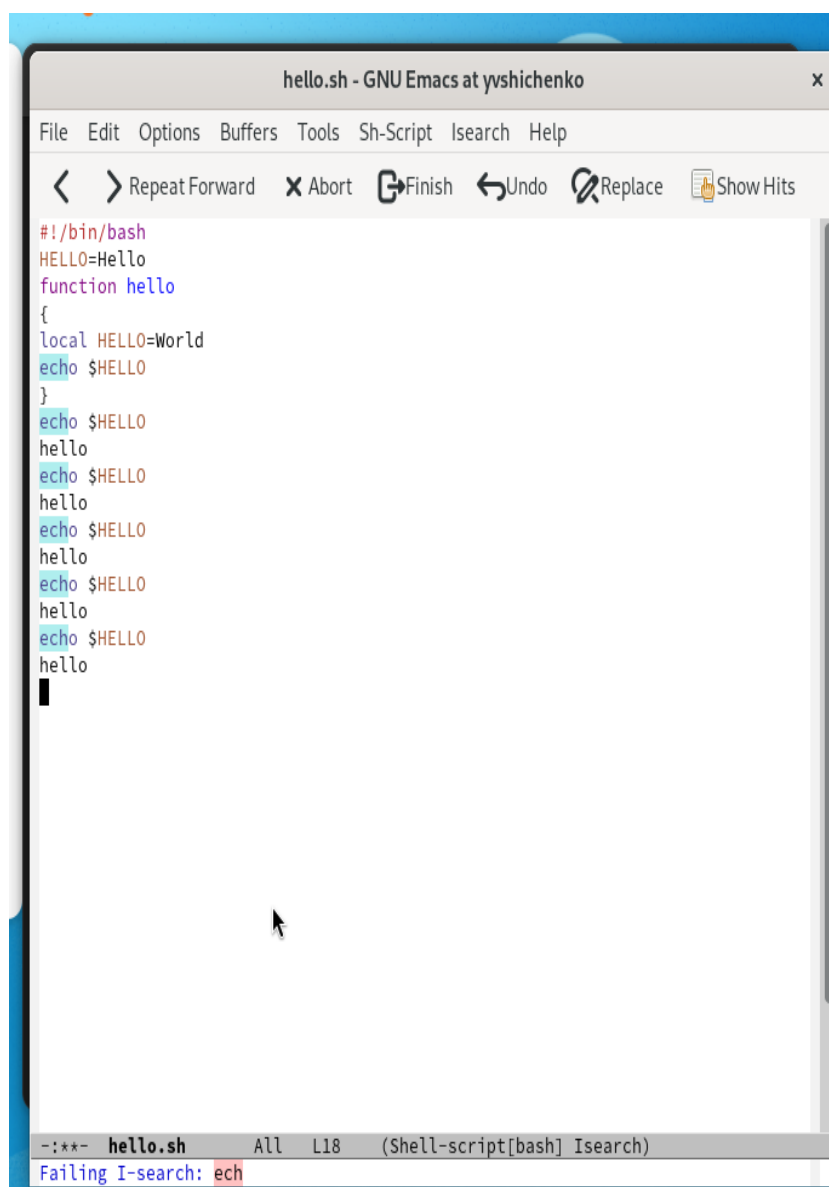 hello.sh - GNU Emacs at yvshichenko
File Edit Options Buffers Tools Sh-Script Isearch Help
Repeat Forward Abort Finish Undo Replace Show Hits
#!/bin/bash
HELLO=Hello
function hello
{
local HELLO=World
echo $HELLO
}
echo $HELLO
hello
echo $HELLO
hello
echo $HELLO
hello
echo $HELLO
hello
echo $HELLO
hello
-:**- hello.sh All L18 (Shell-script[bash] Isearch)
Failing I-search: ech